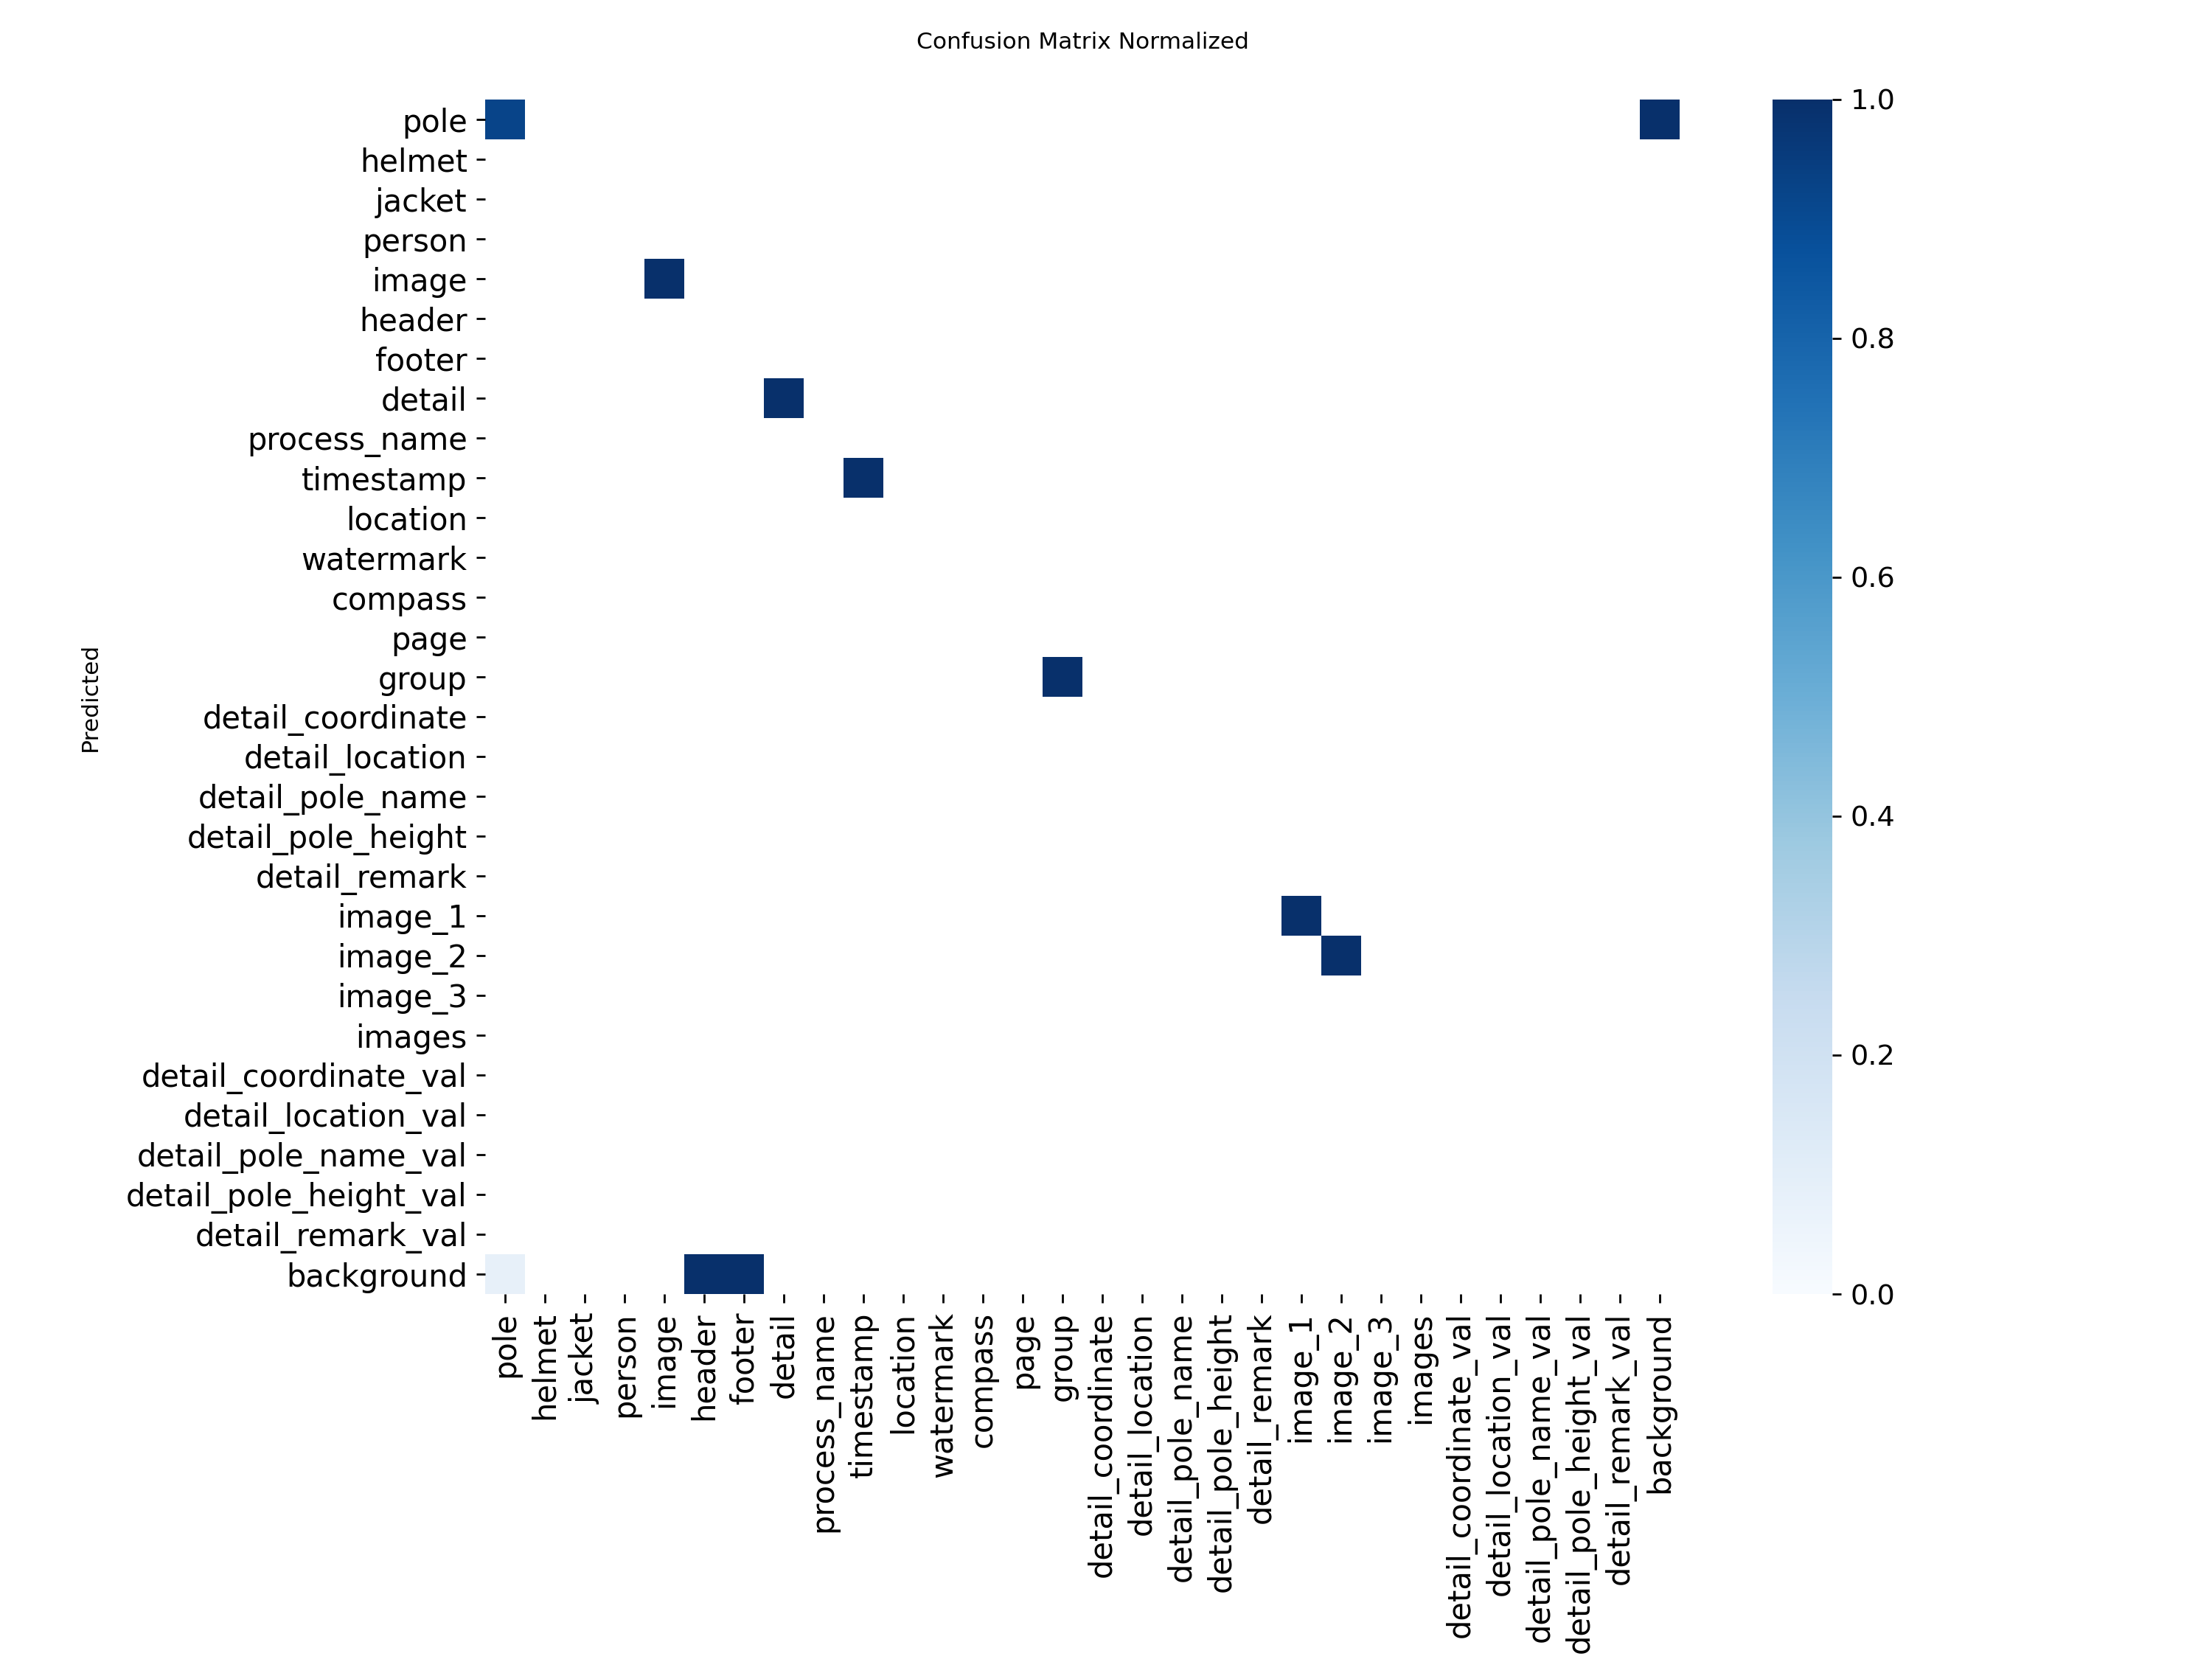 Confusion Matrix Normalized
Predicted
pole
helmet
jacket
person
image
header
footer
detail
process_name
timestamp
location
watermark
compass
page
group
detail_coordinate
detail_location
detail_pole_name
detail_pole_height
detail_remark
image_1
image_2
image_3
images
detail_coordinate_val
detail_location_val
detail_pole_name_val
detail_pole_height_val
detail_remark_val
background
pole
helmet
jacket
person
image
header
footer
detail
process_name
timestamp
location
watermark
compass
page
group
detail_coordinate
detail_location
detail_pole_name
detail_pole_height
detail_remark
image_1
image_2
image_3
images
detail_coordinate_val
detail_location_val
detail_pole_name_val
detail_pole_height_val
detail_remark_val
background
1.0
0.8
0.6
0.4
0.2
0.0